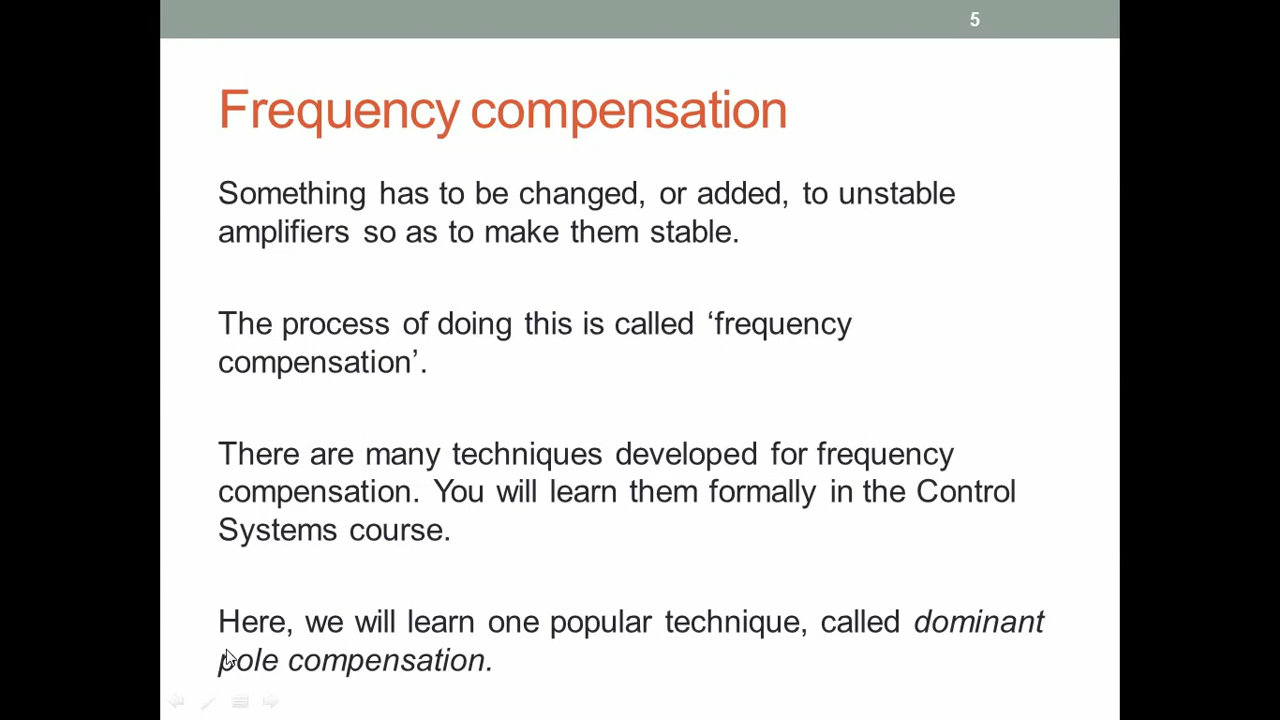 5
Frequency compensation
Something has to be changed, or added, to unstable
amplifiers so as to make them stable.
The process of doing this is called ‘frequency
compensation’.
There are many techniques developed for frequency
compensation. You will learn them formally in the Control
Systems course.
Here, we will learn one popular technique, called dominant
pole compensation.